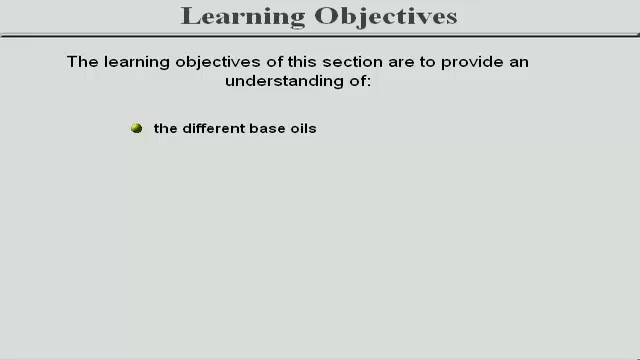 Learning Objectives
The learning objectives of this section are to provide an
understanding of:
the different base oils